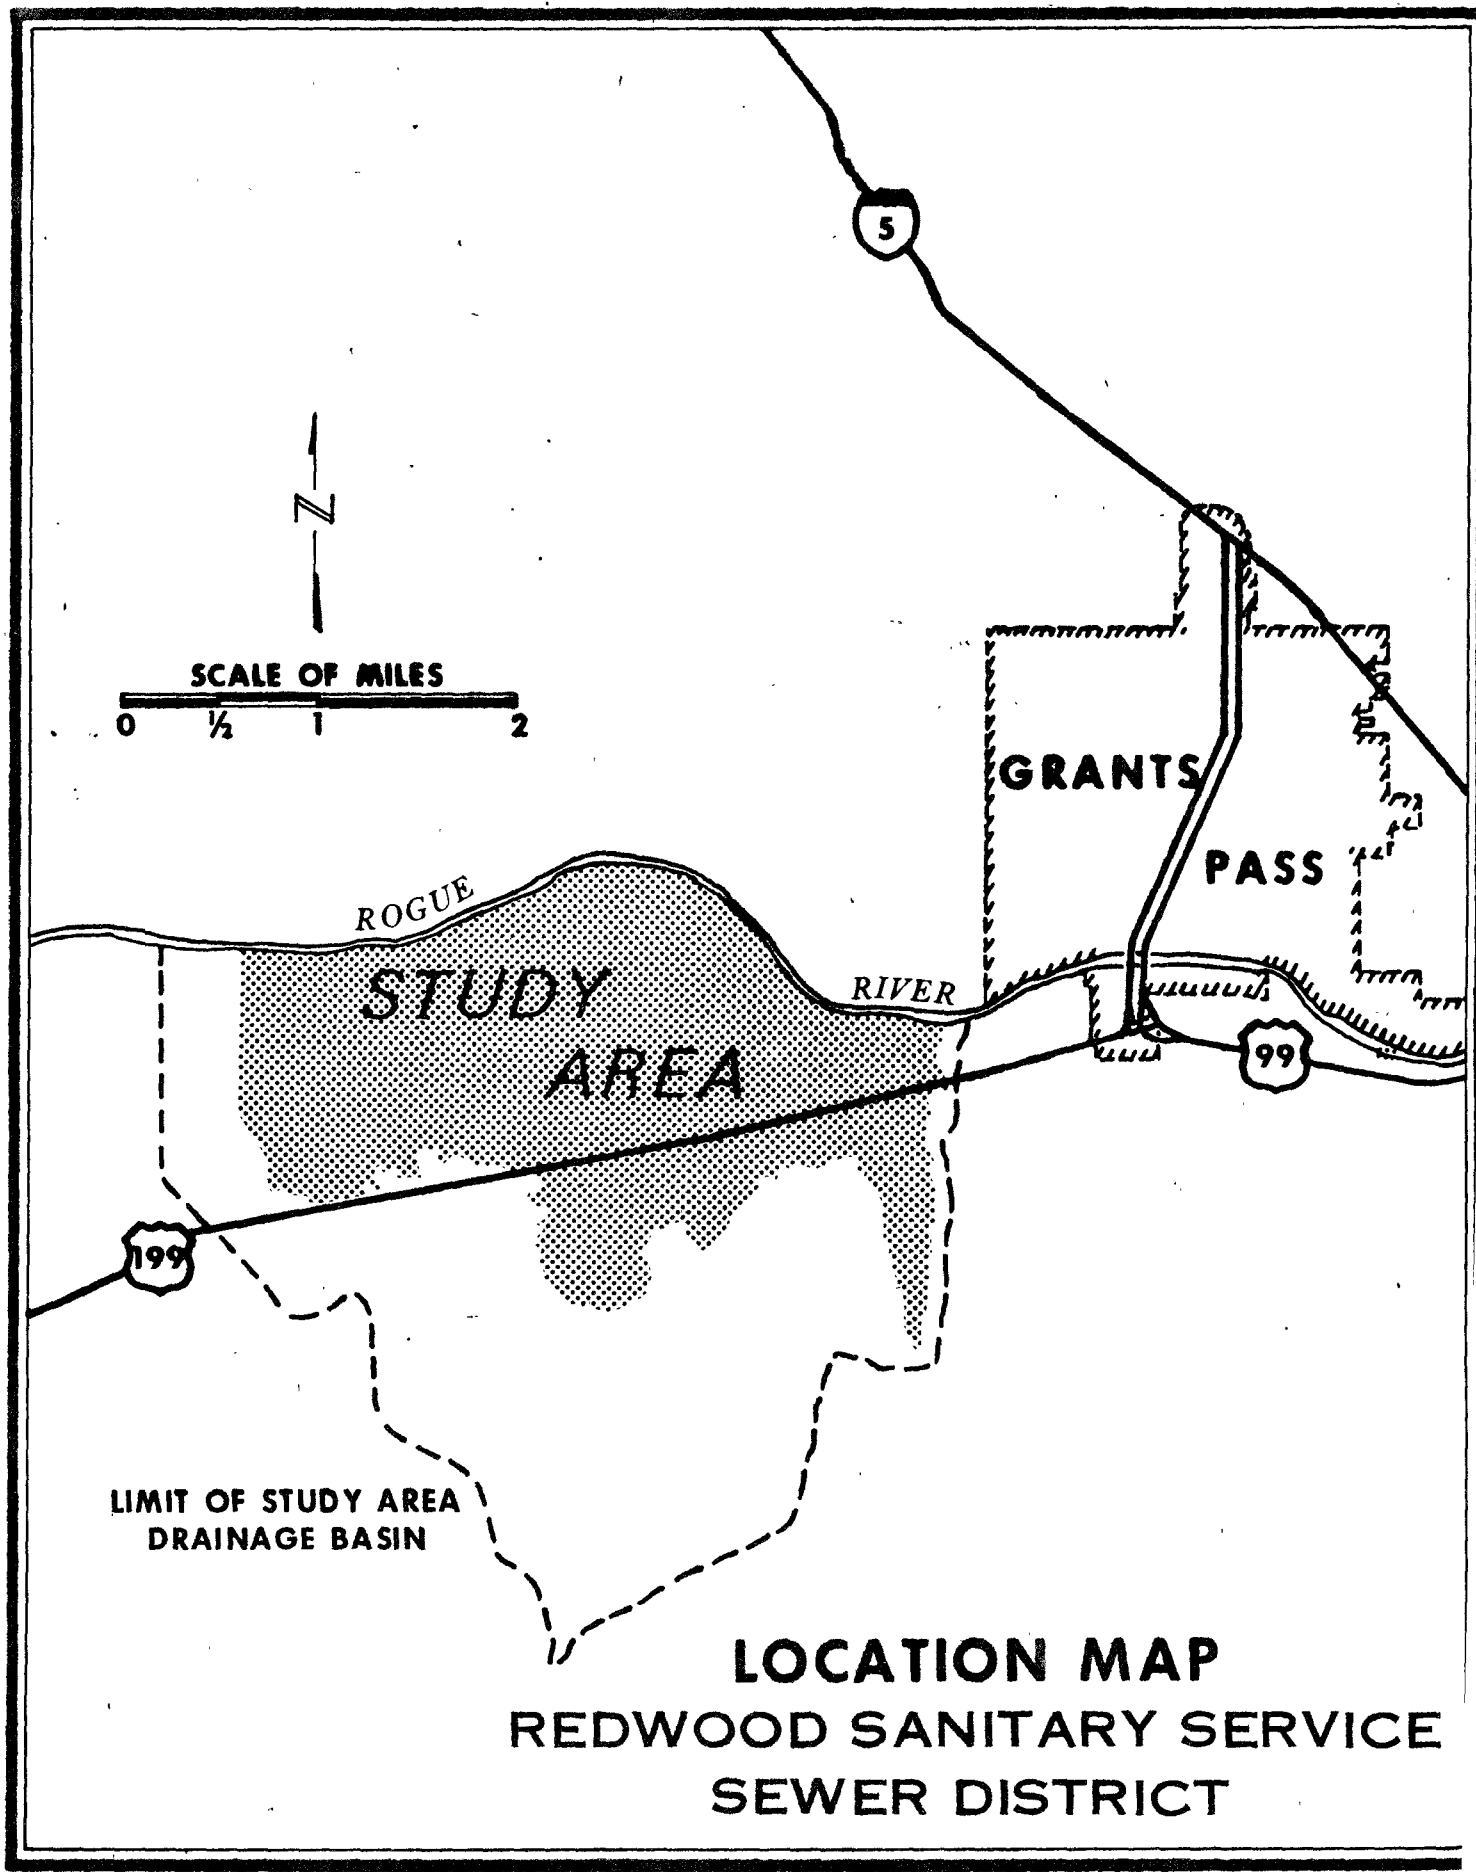 5
N
SCALE OF MILES
0 ½ 1 2
GRANTS
PASS
ROGUE
RIVER
STUDY
AREA
99
199
LIMIT OF STUDY AREA
DRAINAGE BASIN
LOCATION MAP
REDWOOD SANITARY SERVICE
SEWER DISTRICT